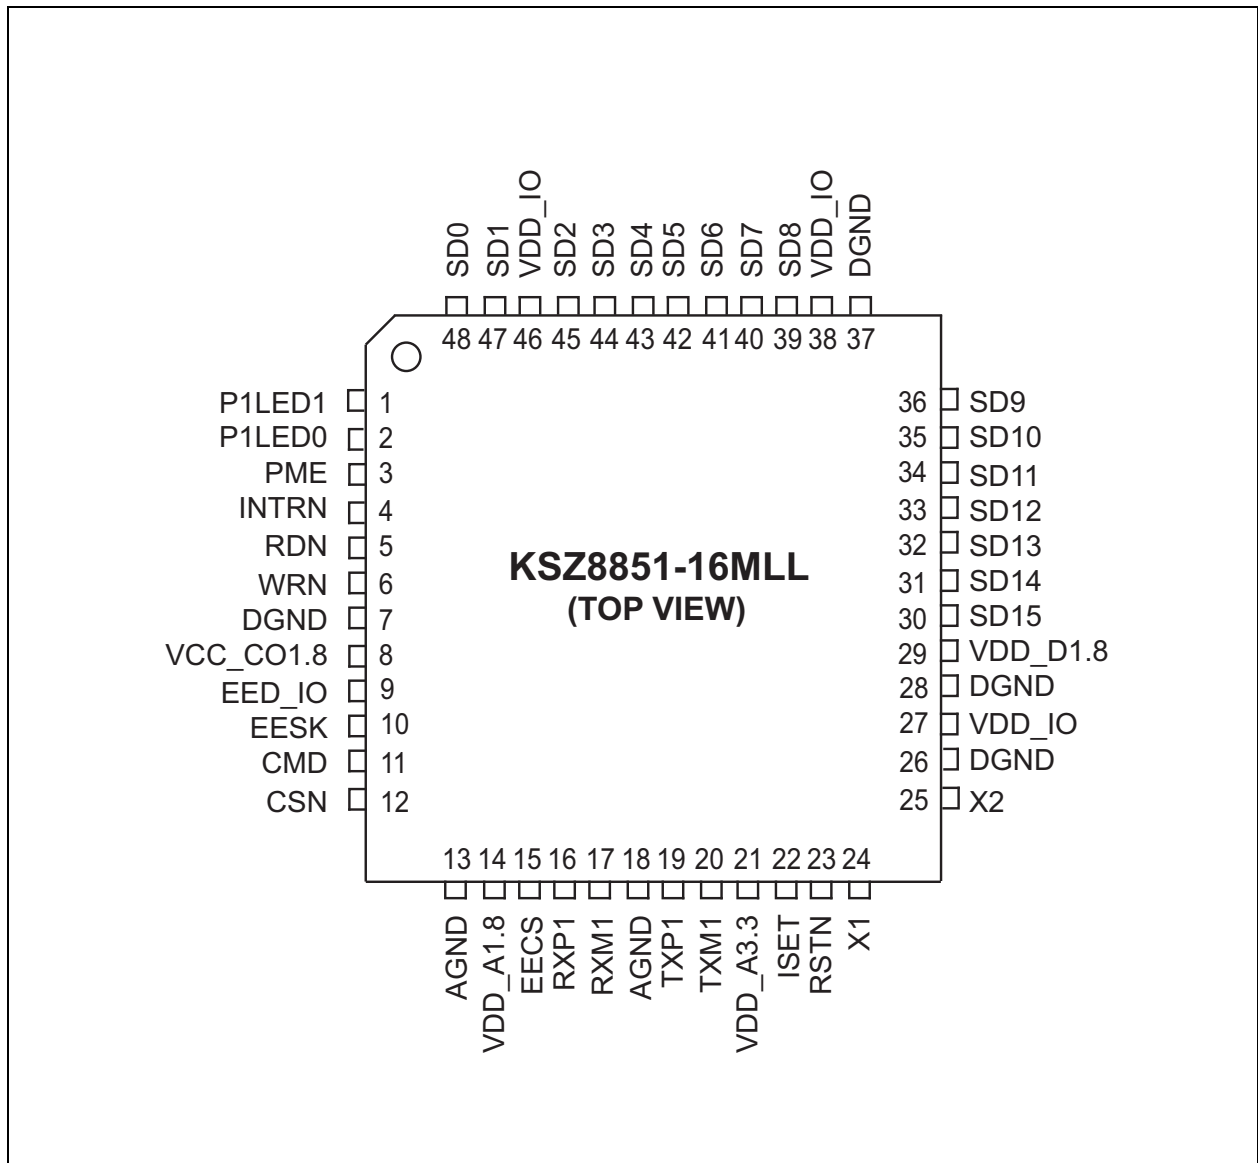 SD0
SD1
VDD_IO
SD2
SD3
SD4
SD5
SD6
SD7
SD8
VDD_IO
DGND
48 47 46 45 44 43 42 41 40 39 38 37
P1LED1 1
P1LED0 2
PME 3
INTRN 4
RDN 5
WRN 6
DGND 7
VCC_CO1.8 8
EED_IO 9
EESK 10
CMD 11
CSN 12
KSZ8851-16MLL
(TOP VIEW)
36 SD9
35 SD10
34 SD11
33 SD12
32 SD13
31 SD14
30 SD15
29 VDD_D1.8
28 DGND
27 VDD_IO
26 DGND
25 X2
13 14 15 16 17 18 19 20 21 22 23 24
AGND
VDD_A1.8
EECS
RXP1
RXM1
AGND
TXP1
TXM1
VDD_A3.3
ISET
RSTN
X1